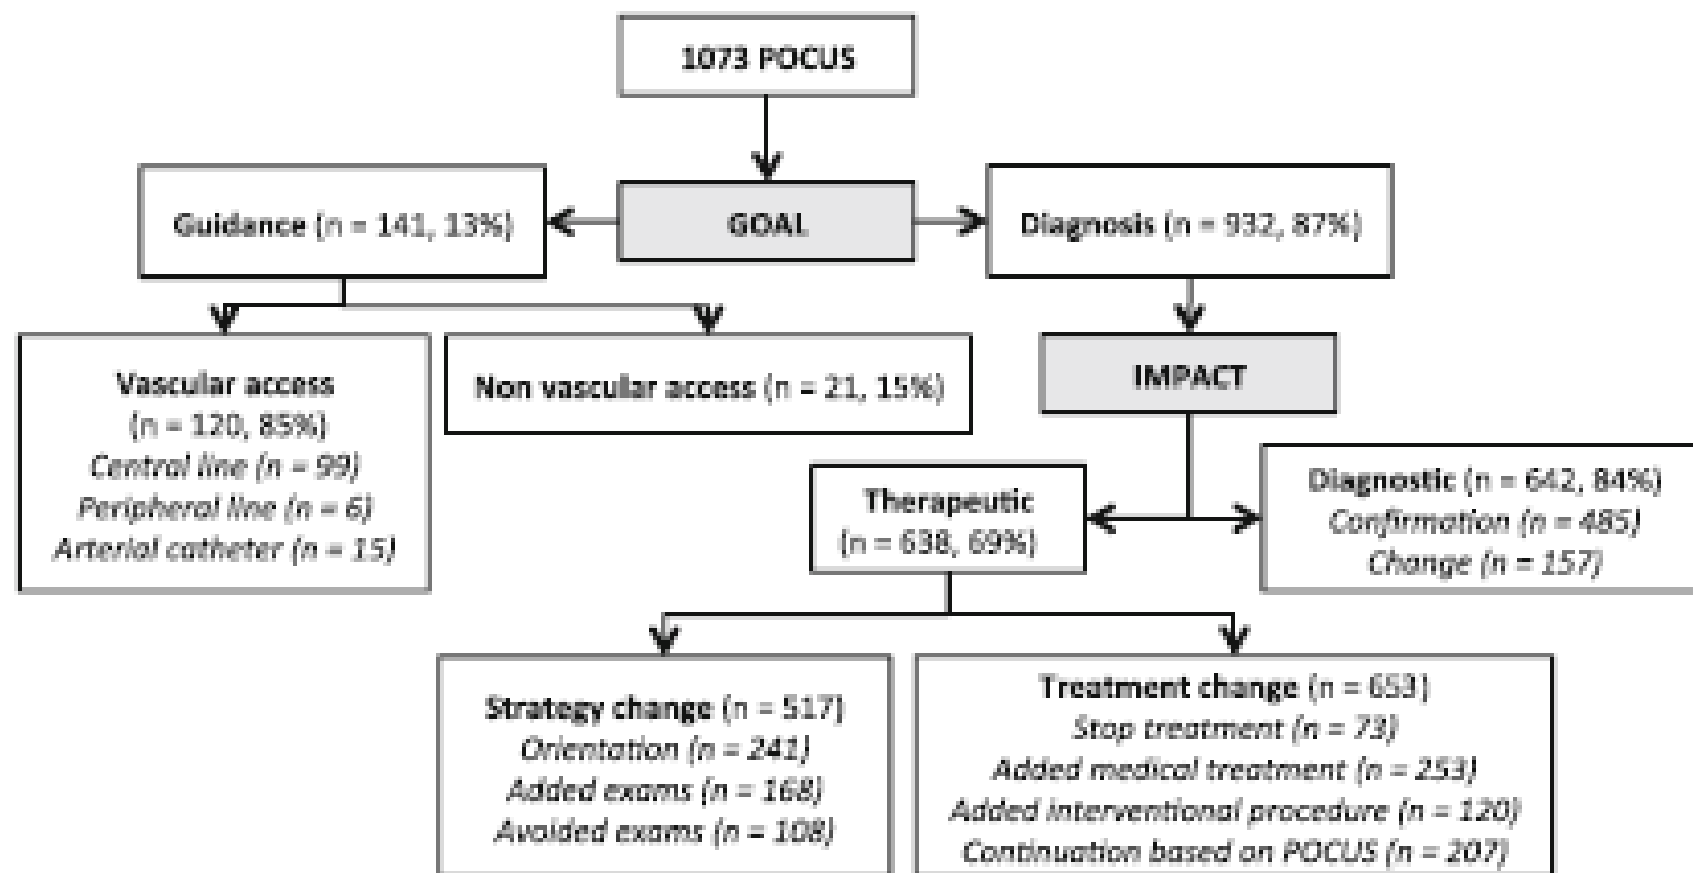 1073 POCUS
Guidance (n = 141, 13%)
GOAL
Diagnosis (n = 932, 87%)
Vascular access
(n = 120, 85%)
Central line (n = 99)
Peripheral line (n = 6)
Arterial catheter (n = 15)
Non vascular access (n = 21, 15%)
IMPACT
Therapeutic
(n = 638, 69%)
Diagnostic (n = 642, 84%)
Confirmation (n = 485)
Change (n = 157)
Strategy change (n = 517)
Orientation (n = 241)
Added exams (n = 168)
Avoided exams (n = 108)
Treatment change (n = 653)
Stop treatment (n = 73)
Added medical treatment (n = 253)
Added interventional procedure (n = 120)
Continuation based on POCUS (n = 207)